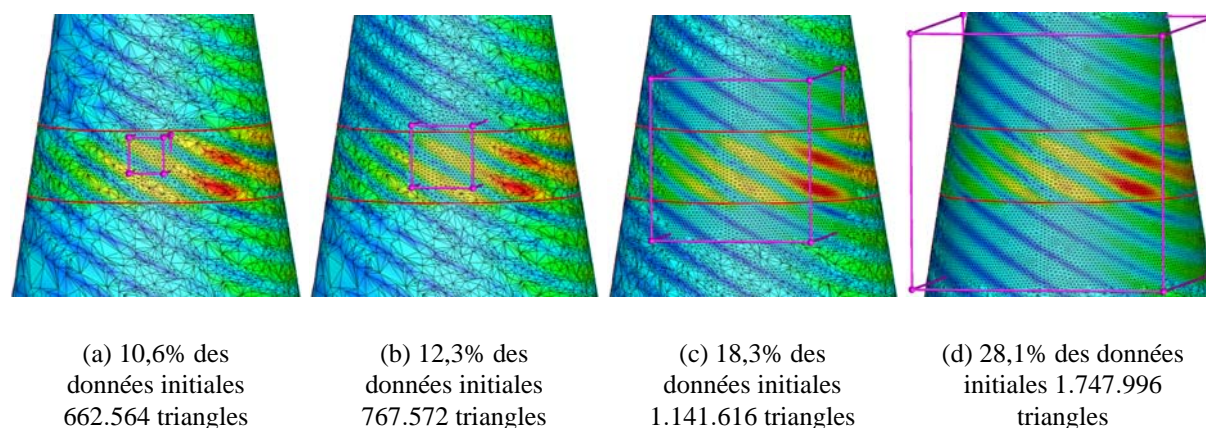 (a) 10,6% des
données initiales
662.564 triangles
(b) 12,3% des
données initiales
767.572 triangles
(c) 18,3% des
données initiales
1.141.616 triangles
(d) 28,1% des données
initiales 1.747.996
triangles